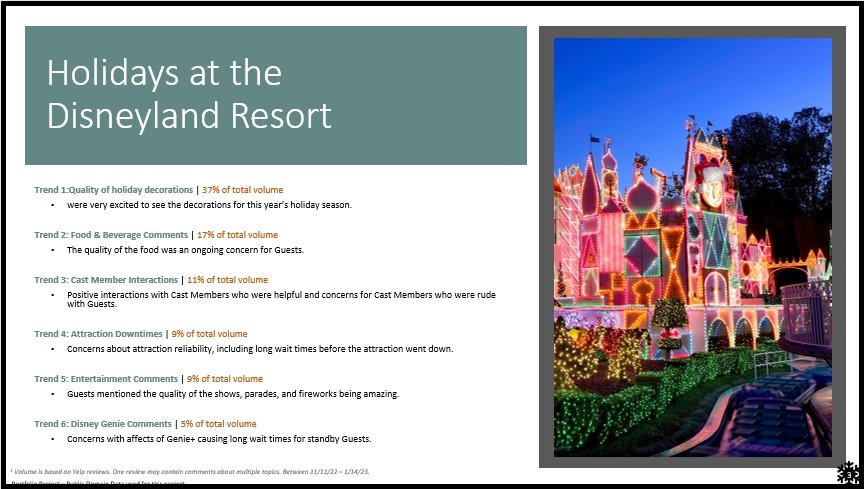 Holidays at the
Disneyland Resort
Trend 1:Quality of holiday decorations | 37% of total volume
• were very excited to see the decorations for this year's holiday season.
Trend 2: Food & Beverage Comments | 17% of total volume
• The quality of the food was an ongoing concern for Guests.
Trend 3: Cast Member Interactions | 11% of total volume
• Positive interactions with Cast Members who were helpful and concerns for Cast Members who were rude
with Guests.
Trend 4: Attraction Downtimes | 9% of total volume
• Concerns about attraction reliability, including long wait times before the attraction went down.
Trend 5: Entertainment Comments | 9% of total volume
• Guests mentioned the quality of the shows, parades, and fireworks being amazing.
Trend 6: Disney Genie Comments | 5% of total volume
• Concerns with affects of Genie+ causing long wait times for standby Guests.
¹ Volume is based on Yelp reviews. One review may contain comments about multiple topics. Between 11/11/22 – 1/14/23.
Portfolio Project – Public Domain Data used for this project
3